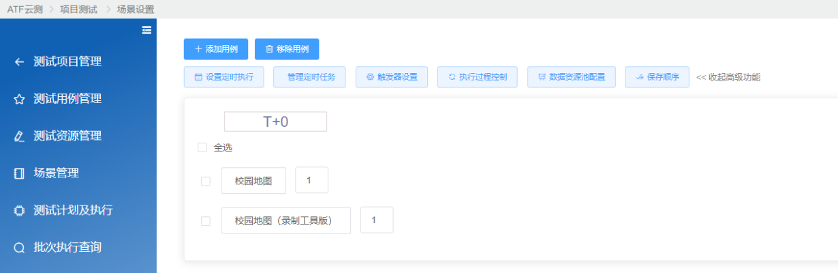 ATF云测 > 项目测试 > 场景设置
测试项目管理
测试用例管理
测试资源管理
场景管理
测试计划及执行
批次执行查询
+ 添加用例 移除用例
设置定时执行 管理定时任务 触发器设置 执行过程控制 数据资源池配置 保存顺序 << 收起高级功能
T+0
全选
校园地图 1
校园地图（录制工具版） 1